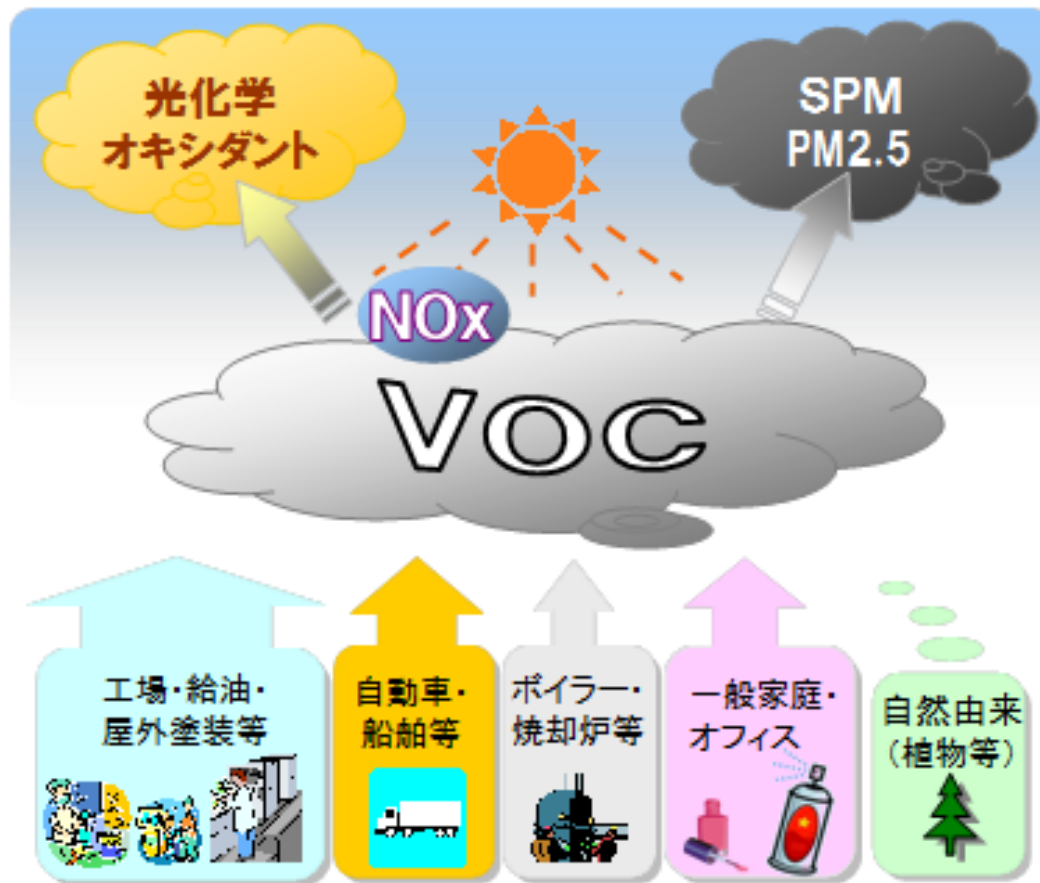 光化学
オキシダント
SPM
PM2.5
NOx
VOC
工場・給油・
屋外塗装等
自動車・
船舶等
ボイラー・
焼却炉等
一般家庭・
オフィス
自然由来
(植物等)